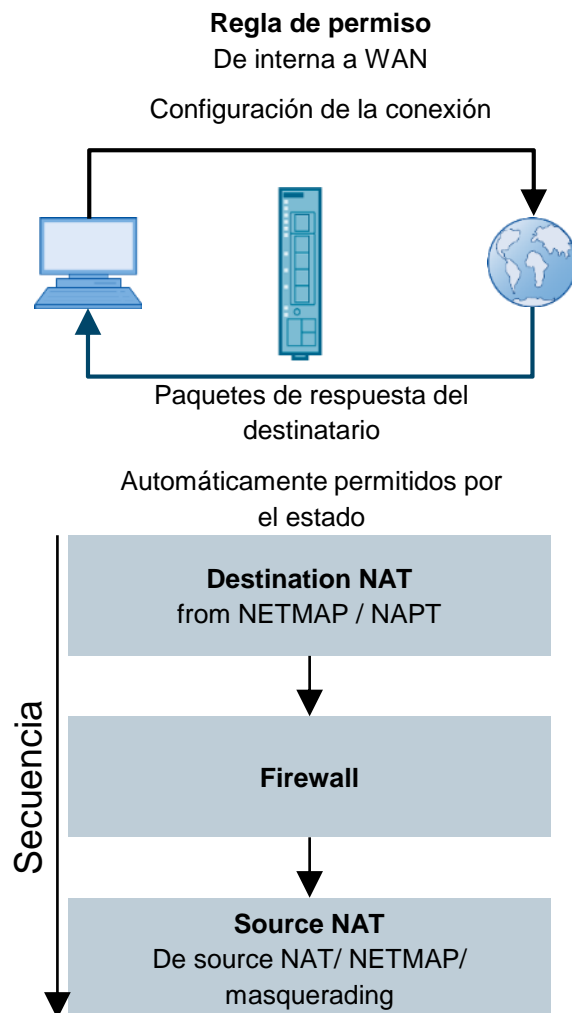 Regla de permiso
De interna a WAN
Configuración de la conexión
Paquetes de respuesta del
destinatario
Automáticamente permitidos por
el estado
Secuencia
Destination NAT
from NETMAP / NAPT
Firewall
Source NAT
De source NAT/ NETMAP/
masquerading